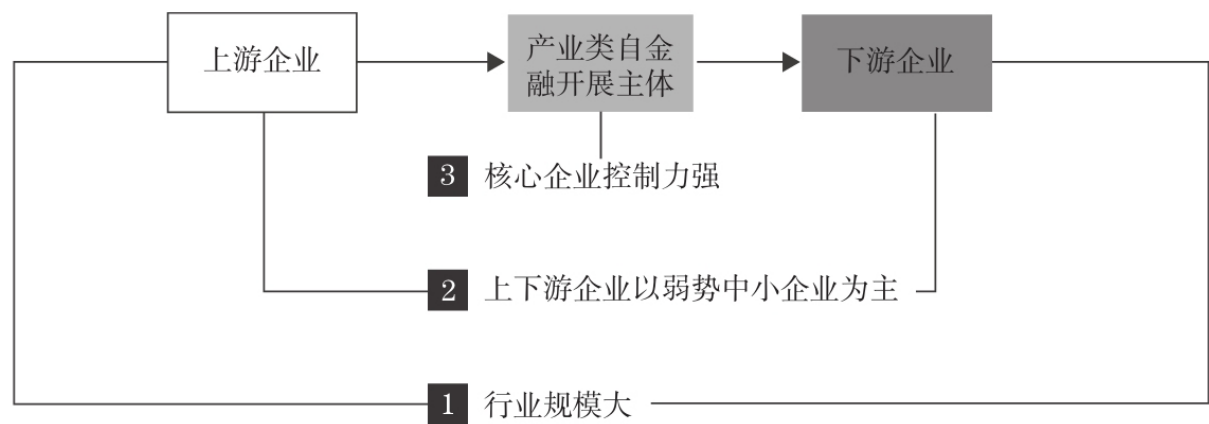 上游企业
产业类自金
融开展主体
下游企业
3 核心企业控制力强
2 上下游企业以弱势中小企业为主
1 行业规模大